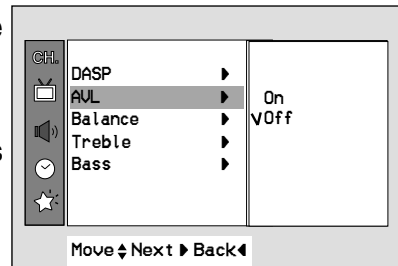 e
CH.
DASP
AVL
Balance
Treble
Bass
On
Off
s
Move Next Back